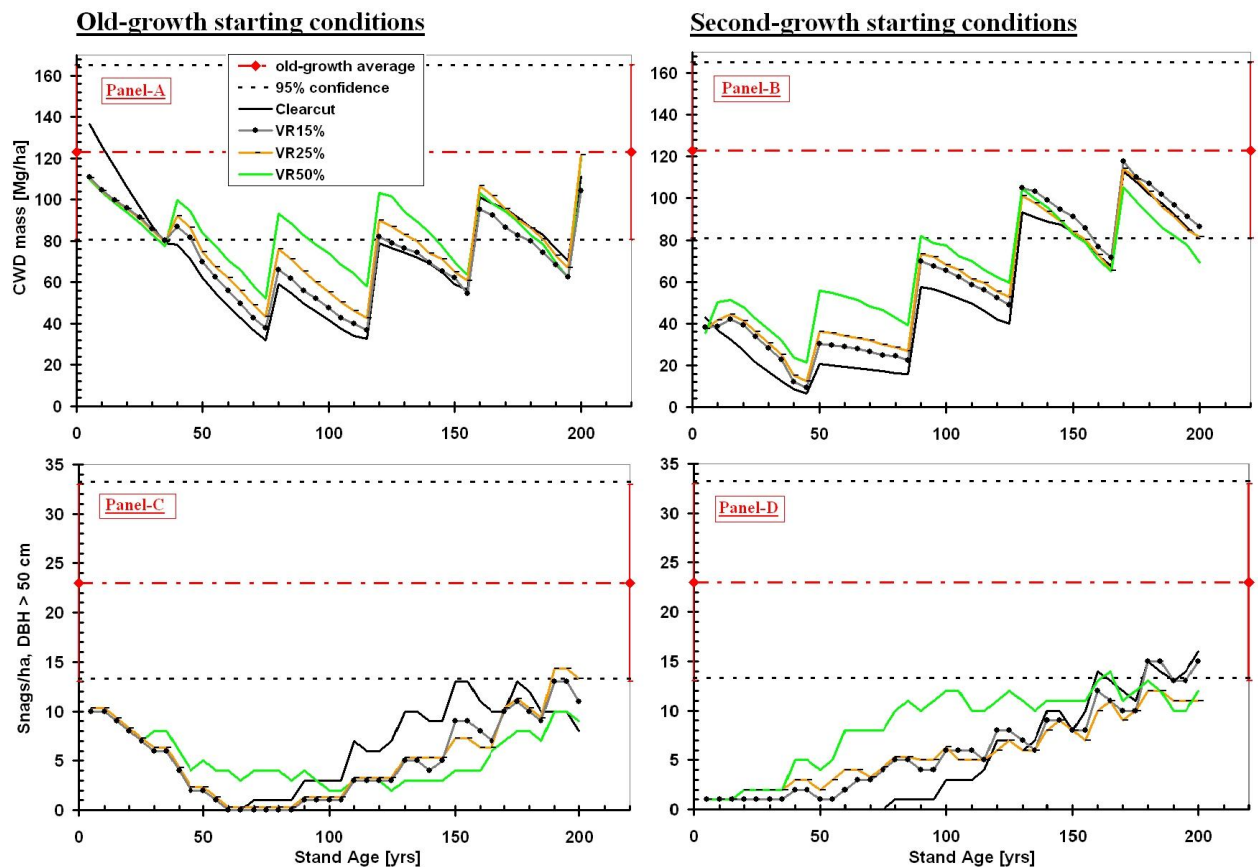 Old-growth starting conditions
Second-growth starting conditions
CWD mass [Mg/ha]
160
140
120
100
80
60
40
20
0
Panel-A
old-growth average
95% confidence
Clearcut
VR15%
VR25%
VR50%
0 50 100 150 200
160
140
120
100
80
60
40
20
0
Panel-B
0 50 100 150 200
Snags/ha, DBH > 50 cm
35
30
25
20
15
10
5
0
Panel-C
0 50 100 150 200
Stand Age [yrs]
35
30
25
20
15
10
5
0
Panel-D
0 50 100 150 200
Stand Age [yrs]